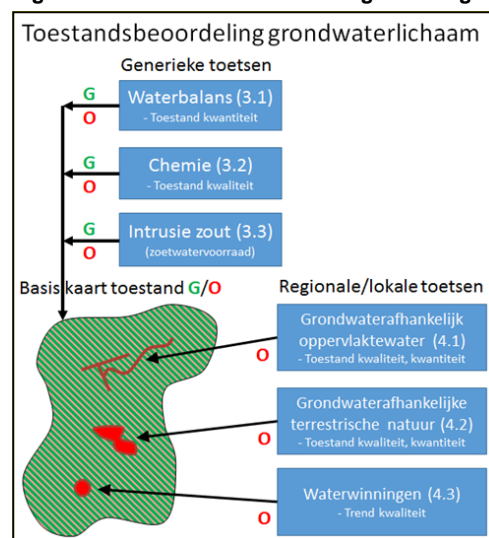 Toestandsbeoordeling grondwaterlichaam
Generieke toetsen
G
O
Waterbalans (3.1)
- Toestand kwantiteit
G
O
Chemie (3.2)
- Toestand kwaliteit
G
O
Intrusie zout (3.3)
(zoetwatervoorraad)
Basis kaart toestand G/O
Regionale/lokale toetsen
Grondwaterafhankelijk
oppervlaktewater (4.1)
- Toestand kwaliteit, kwantiteit
O
Grondwaterafhankelijke
terrestrische natuur (4.2)
- Toestand kwaliteit, kwantiteit
O
Waterwinningen (4.3)
- Trend kwaliteit
O